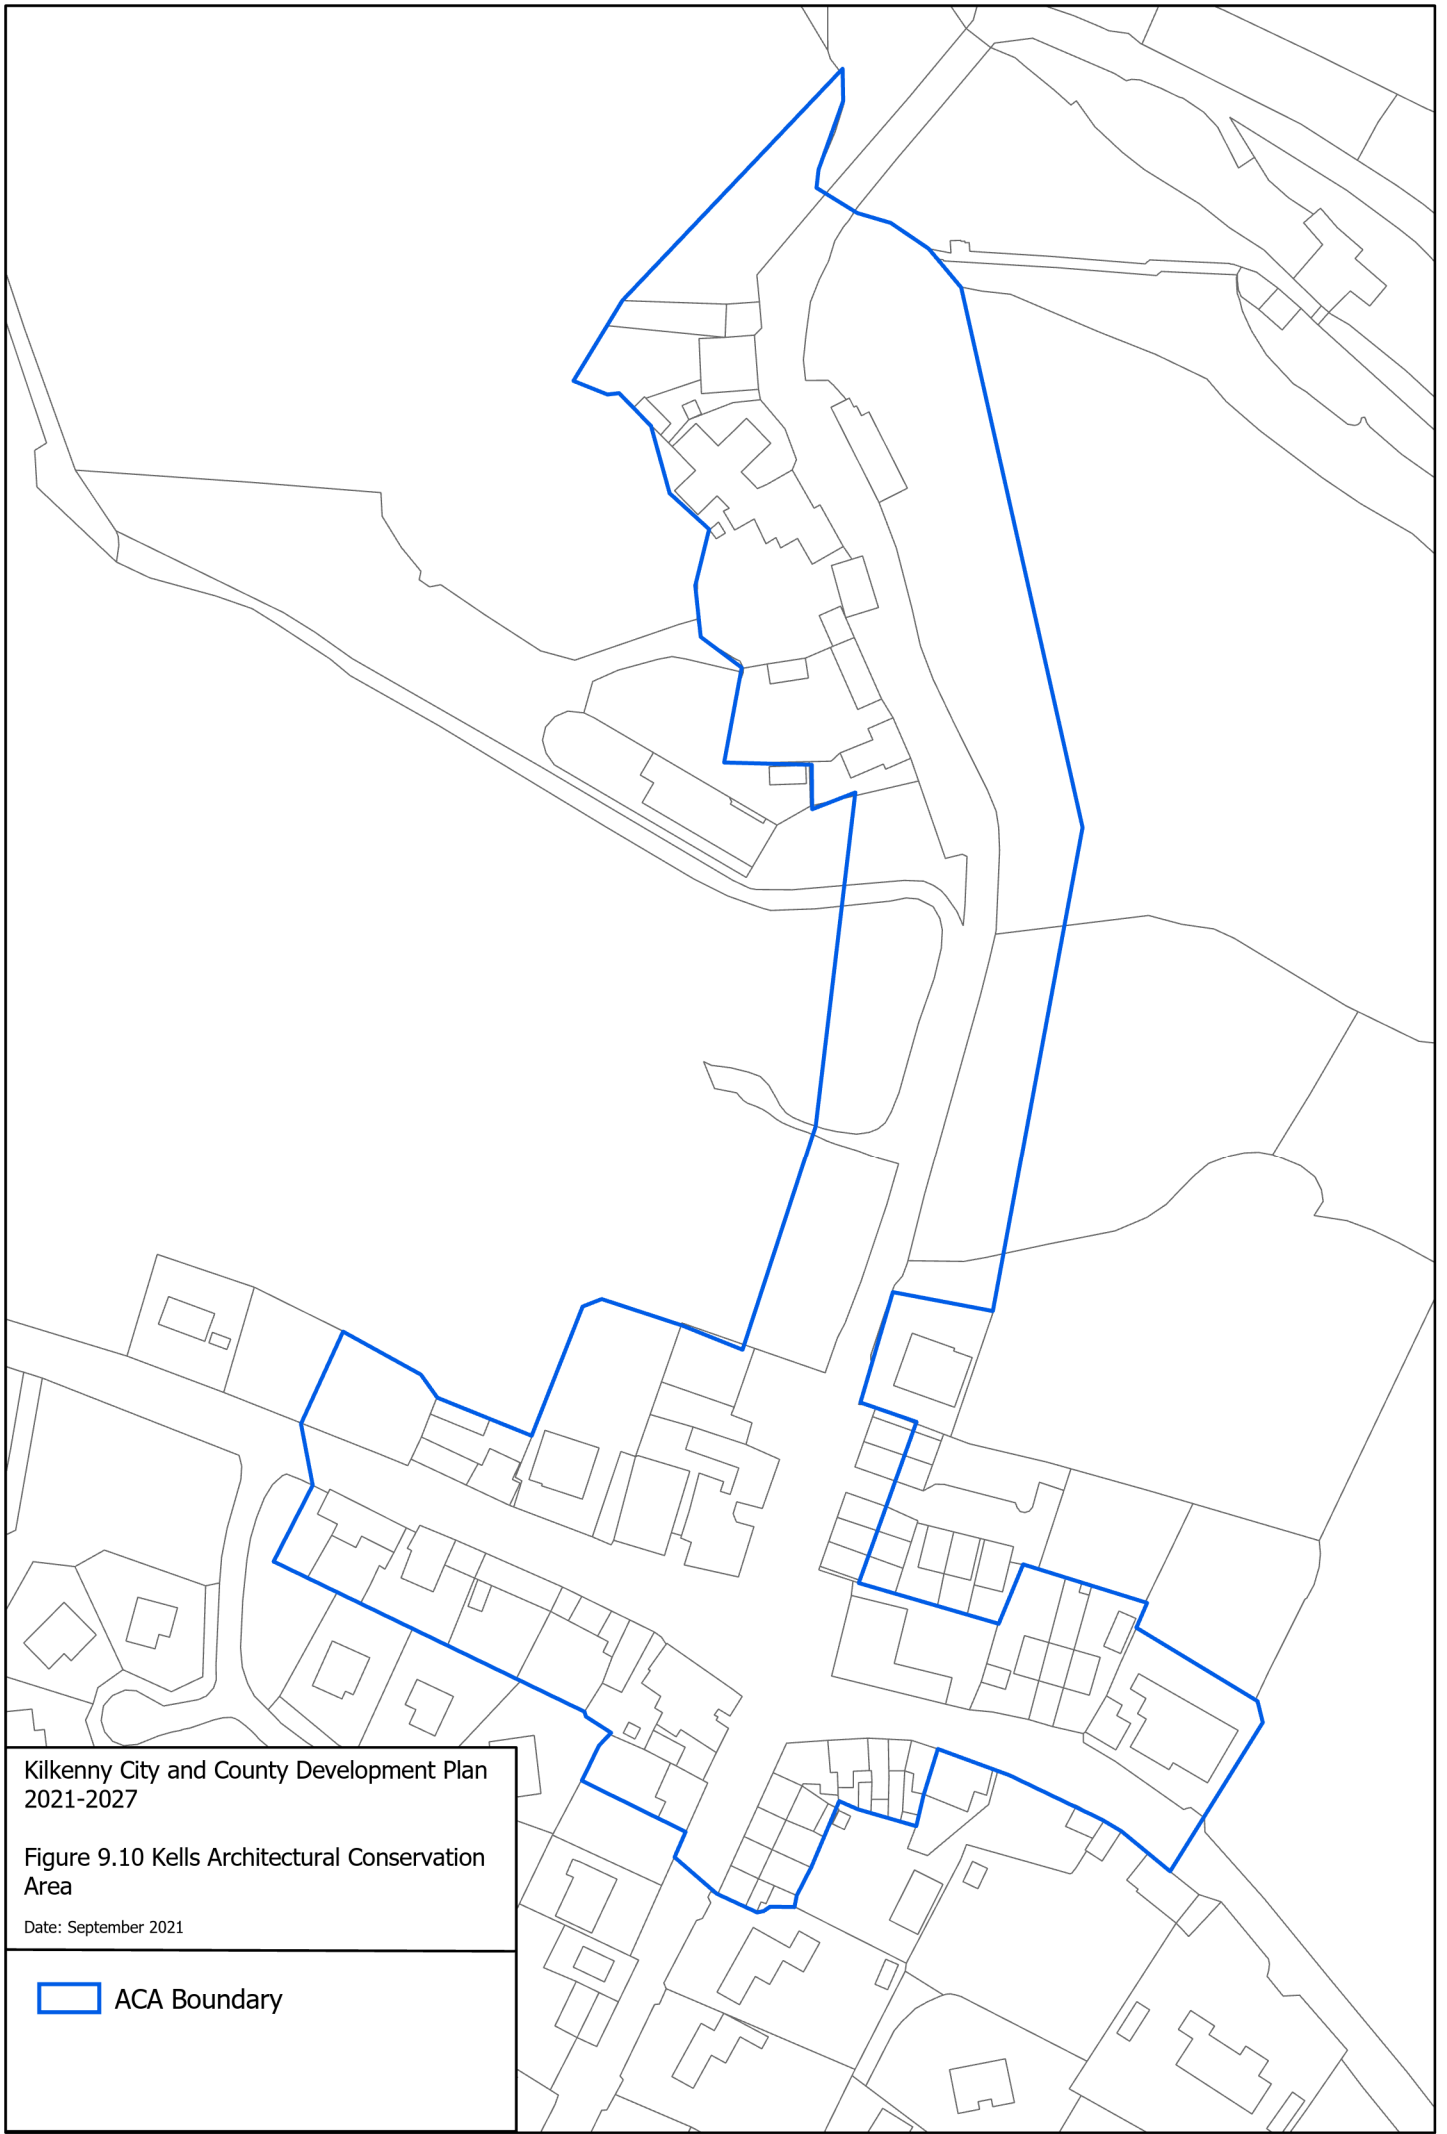 Kilkenny City and County Development Plan
2021-2027
Figure 9.10 Kells Architectural Conservation
Area
Date: September 2021
ACA Boundary